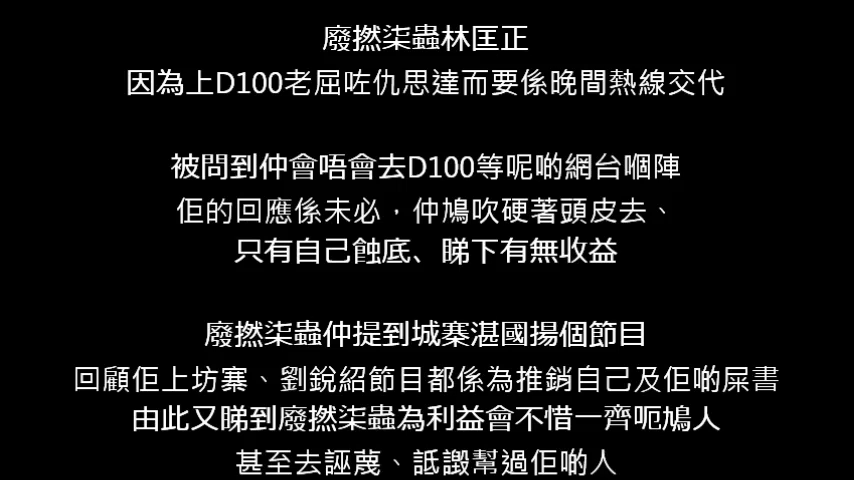 廢撚柒蟲林匡正
因為上D100老屈咗仇思達而要係晚間熱線交代
被問到仲會唔會去D100等呢啲網台嗰陣
佢的回應係未必，仲鳩吹硬著頭皮去、
只有自己蝕底、睇下有無收益
廢撚柒蟲仲提到城寨湛國揚個節目
回顧佢上坊寨、劉銳紹節目都係為推銷自己及佢啲屎書
由此又睇到廢撚柒蟲為利益會不惜一齊呃鳩人
甚至去誣蔑、詆譭幫過佢啲人